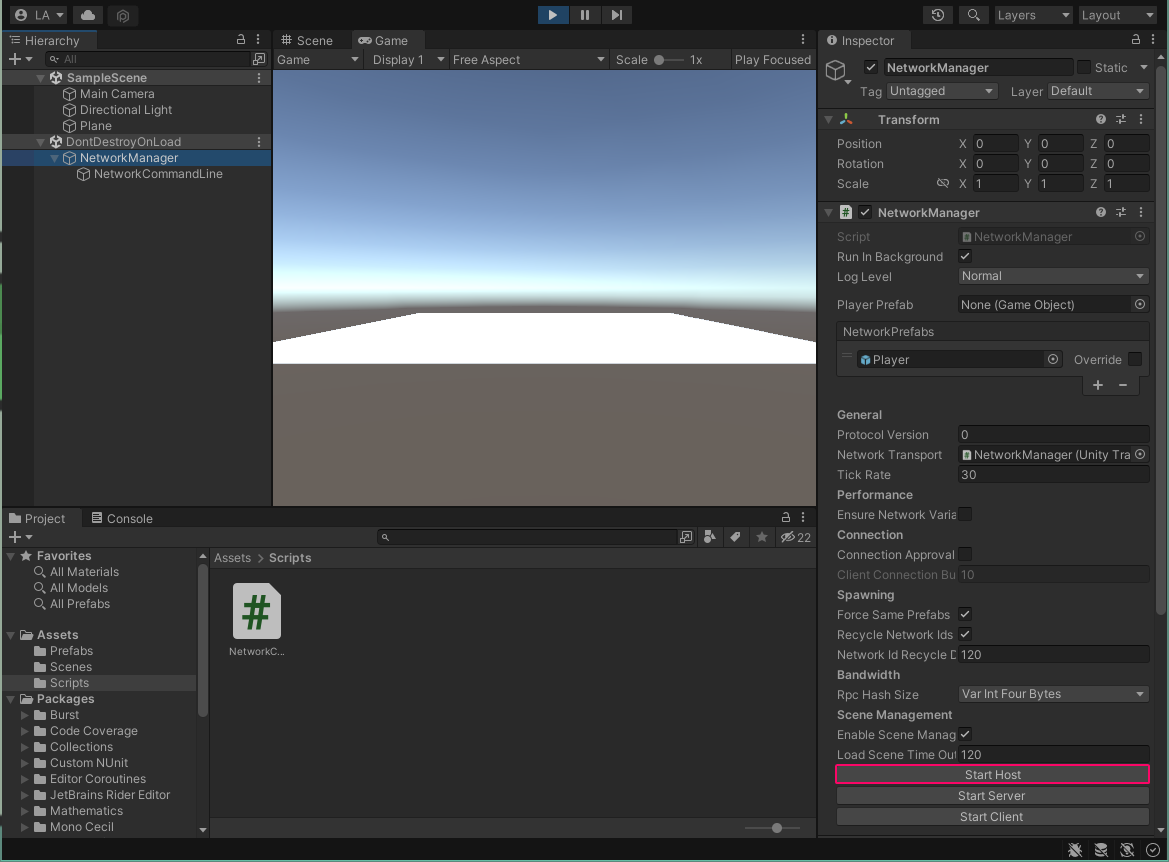 LA
Layers
Layout
Hierarchy
All
SampleScene
Main Camera
Directional Light
Plane
DontDestroyOnLoad
NetworkManager
NetworkCommandLine
Scene
Game
Game
Display 1
Free Aspect
Scale
1x
Play Focused
Inspector
NetworkManager
Static
Tag
Untagged
Layer
Default
Transform
Position X 0 Y 0 Z 0
Rotation X 0 Y 0 Z 0
Scale X 1 Y 1 Z 1
# NetworkManager
Script
# NetworkManager
Run In Background
Log Level
Normal
Player Prefab
None (Game Object)
NetworkPrefabs
Player
Override
General
Protocol Version
0
Network Transport
# NetworkManager (Unity Tra
Tick Rate
30
Performance
Ensure Network Varia
Connection
Connection Approval
Client Connection Bu
10
Spawning
Force Same Prefabs
Recycle Network Ids
Network Id Recycle D
120
Bandwidth
Rpc Hash Size
Var Int Four Bytes
Scene Management
Enable Scene Manag
Load Scene Time Out
120
Start Host
Start Server
Start Client
Project
Console
22
Favorites
All Materials
All Models
All Prefabs
Assets
Prefabs
Scenes
Scripts
Packages
Burst
Code Coverage
Collections
Custom NUnit
Editor Coroutines
JetBrains Rider Editor
Mathematics
Mono Cecil
Assets > Scripts
#
NetworkC...